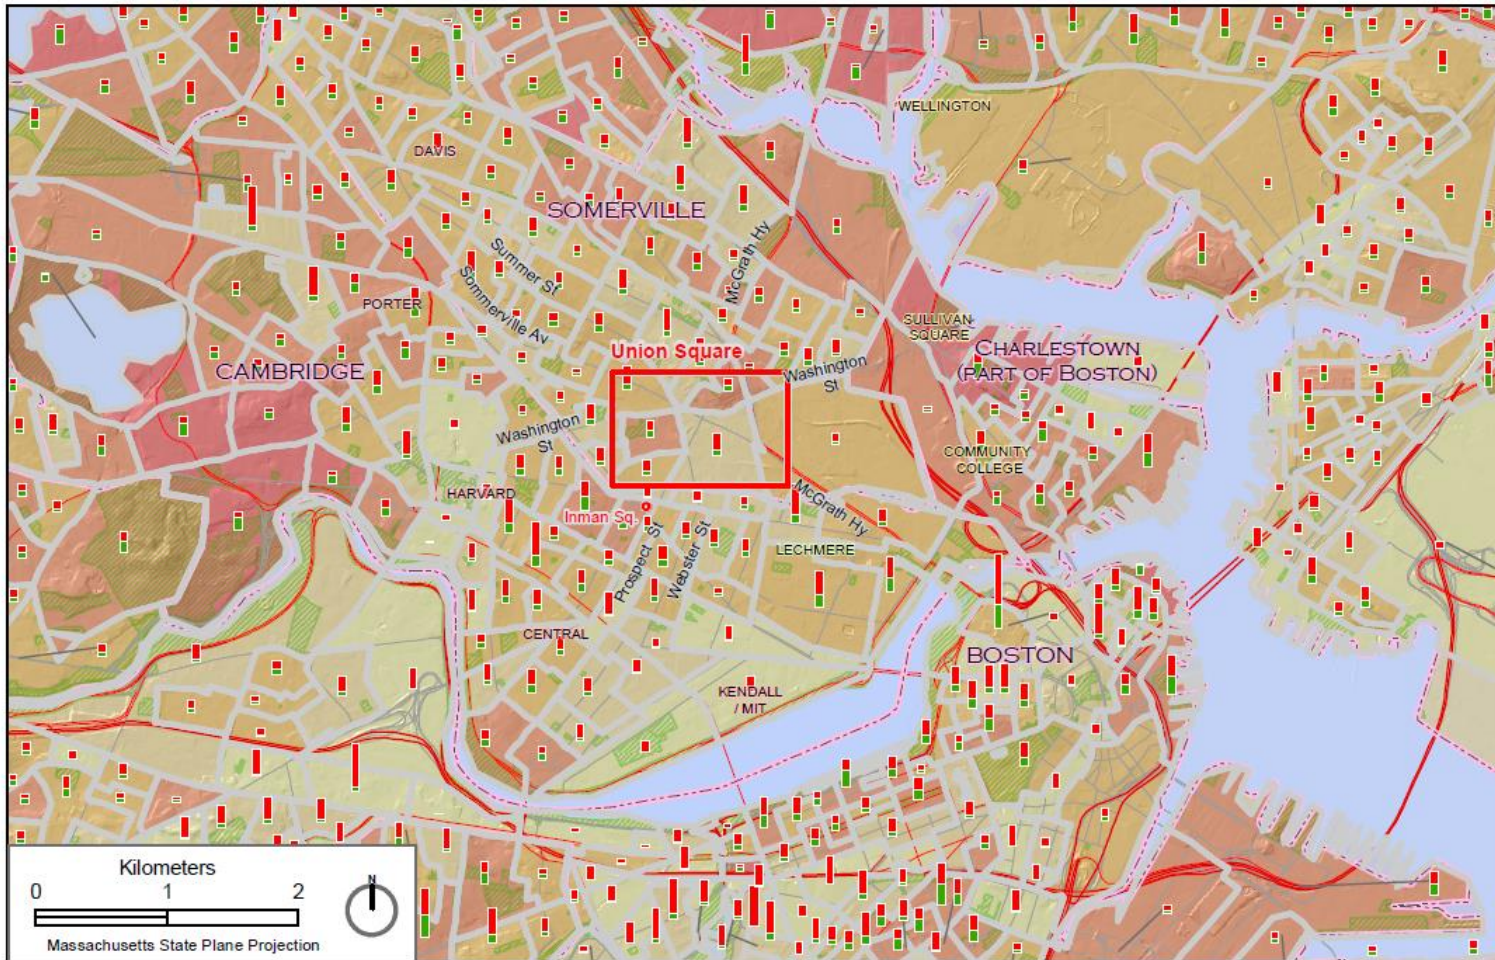 WELLINGTON
DAVIS
SOMERVILLE
McGrath Hy
Summer St
Sommerville Av
PORTER
SULLIVAN
SQUARE
CHARLESTOWN
(PART OF BOSTON)
Union Square
CAMBRIDGE
Washington
St
Washington
St
COMMUNITY
COLLEGE
HARVARD
McGrath Hy
Inman Sq.
Prospect St
Webster St
LECHMERE
CENTRAL
BOSTON
KENDALL
/ MIT
Kilometers
0 1 2
N
Massachusetts State Plane Projection